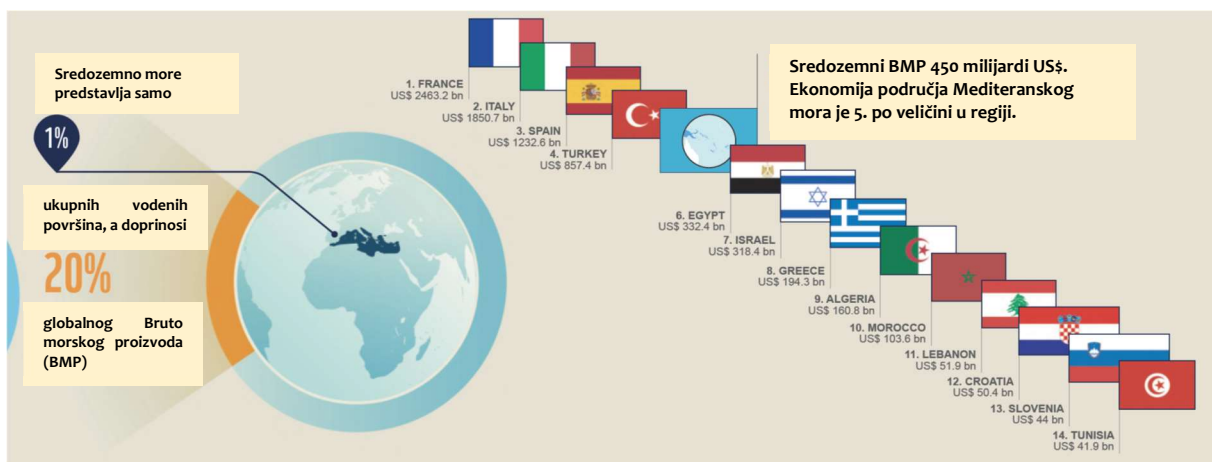 Sredozemno more
predstavlja samo
1%
ukupnih vodenih
površina, a doprinosi
20%
globalnog Bruto
morskog proizvoda
(BMP)
1. FRANCE
US$ 2463.2 bn
2. ITALY
US$ 1850.7 bn
3. SPAIN
US$ 1232.6 bn
4. TURKEY
US$ 857.4 bn
Sredozemni BMP 450 milijardi US$.
Ekonomija područja Mediteranskog
mora je 5. po veličini u regiji.
6. EGYPT
US$ 332.4 bn
7. ISRAEL
US$ 318.4 bn
8. GREECE
US$ 194.3 bn
9. ALGERIA
US$ 160.8 bn
10. MOROCCO
US$ 103.6 bn
11. LEBANON
US$ 51.9 bn
12. CROATIA
US$ 50.4 bn
13. SLOVENIA
US$ 44 bn
14. TUNISIA
US$ 41.9 bn